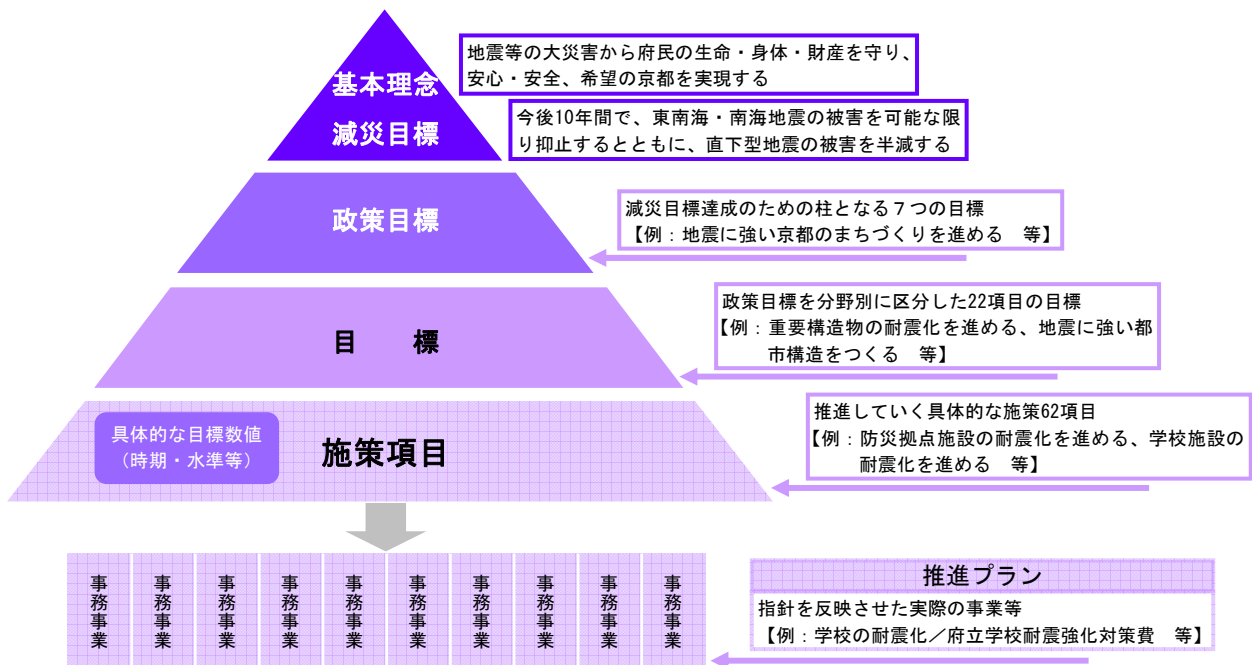 基本理念
減災目標
地震等の大災害から府民の生命・身体・財産を守り、
安心・安全、希望の京都を実現する
今後10年間で、東南海・南海地震の被害を可能な限
り抑止するとともに、直下型地震の被害を半減する
政策目標
減災目標達成のための柱となる７つの目標
【例：地震に強い京都のまちづくりを進める　等】
目　　標
政策目標を分野別に区分した22項目の目標
【例：重要構造物の耐震化を進める、地震に強い都
市構造をつくる　等】
具体的な目標数値
（時期・水準等）
施策項目
推進していく具体的な施策62項目
【例：防災拠点施設の耐震化を進める、学校施設の
耐震化を進める　等】
事務事業
事務事業
事務事業
事務事業
事務事業
事務事業
事務事業
事務事業
事務事業
事務事業
推進プラン
指針を反映させた実際の事業等
【例：学校の耐震化／府立学校耐震強化対策費　等】